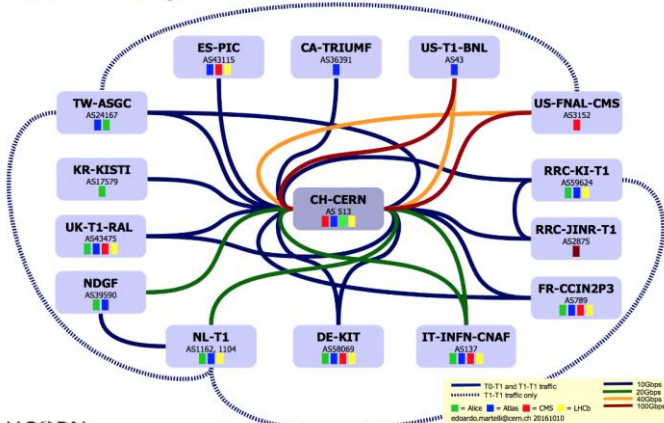 ES-PIC
AS43115
CA-TRIUMF
AS36391
US-T1-BNL
AS43
TW-ASGC
AS24167
US-FNAL-CMS
AS3152
KR-KISTI
AS17579
CH-CERN
AS 513
RRC-KI-T1
AS59624
UK-T1-RAL
AS43475
RRC-JINR-T1
AS2875
NDGF
AS39590
FR-CCIN2P3
AS789
NL-T1
AS1162, 1104
DE-KIT
AS58069
IT-INFN-CNAF
AS137
T0-T1 and T1-T1 traffic
T1-T1 traffic only
= Alice = Atlas = CMS = LHCb
edoardo.martelli@cern.ch 20161010
10Gbps
20Gbps
40Gbps
100Gbps